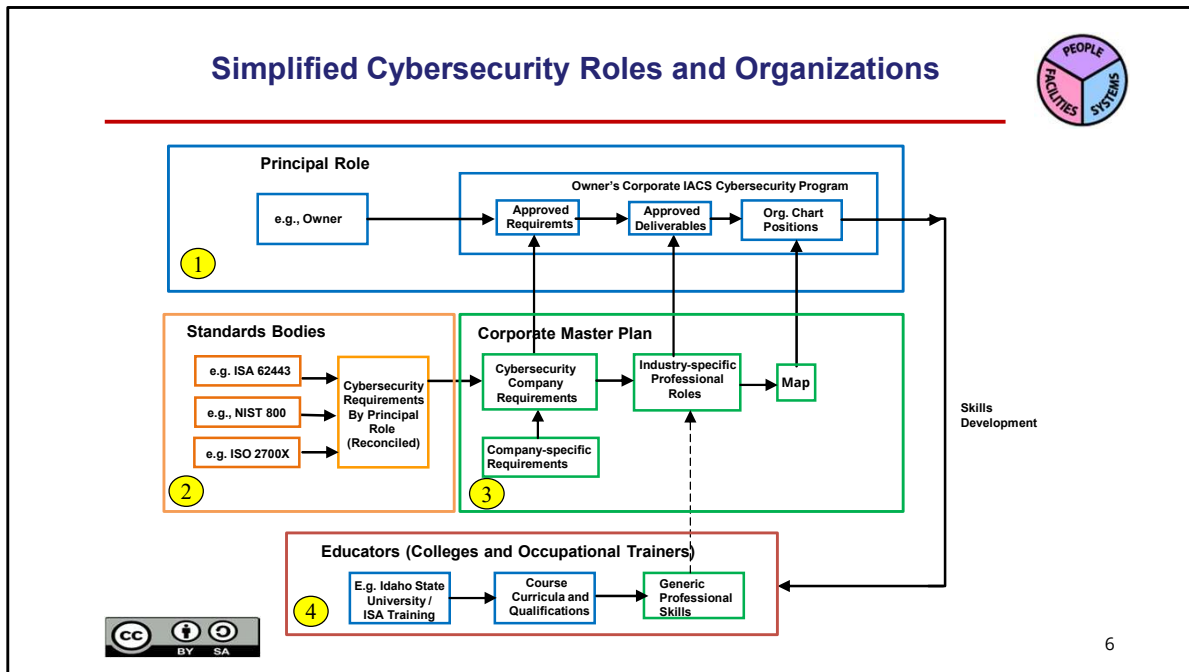 Simplified Cybersecurity Roles and Organizations
PEOPLE
FACILITIES
SYSTEMS
Principal Role
Owner's Corporate IACS Cybersecurity Program
e.g., Owner
Approved
Requiremts
Approved
Deliverables
Org. Chart
Positions
1
Standards Bodies
e.g. ISA 62443
e.g., NIST 800
e.g. ISO 2700X
Cybersecurity
Requirements
By Principal
Role
(Reconciled)
2
Corporate Master Plan
Cybersecurity
Company
Requirements
Industry-specific
Professional
Roles
Map
Company-specific
Requirements
3
Skills
Development
Educators (Colleges and Occupational Trainers)
E.g. Idaho State
University /
ISA Training
Course
Curricula and
Qualifications
Generic
Professional
Skills
4
cc
BY SA
6